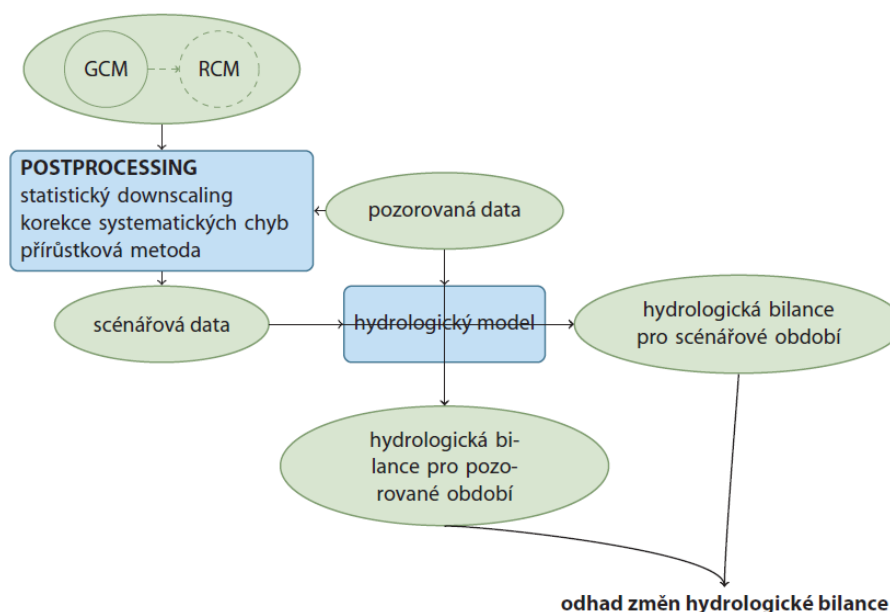 GCM
RCM
POSTPROCESSING
statistický downscaling
korekce systematických chyb
přírůstková metoda
pozorovaná data
scénářová data
hydrologický model
hydrologická bilance
pro scénářové období
hydrologická bi-
lance pro pozo-
rované období
odhad změn hydrologické bilance